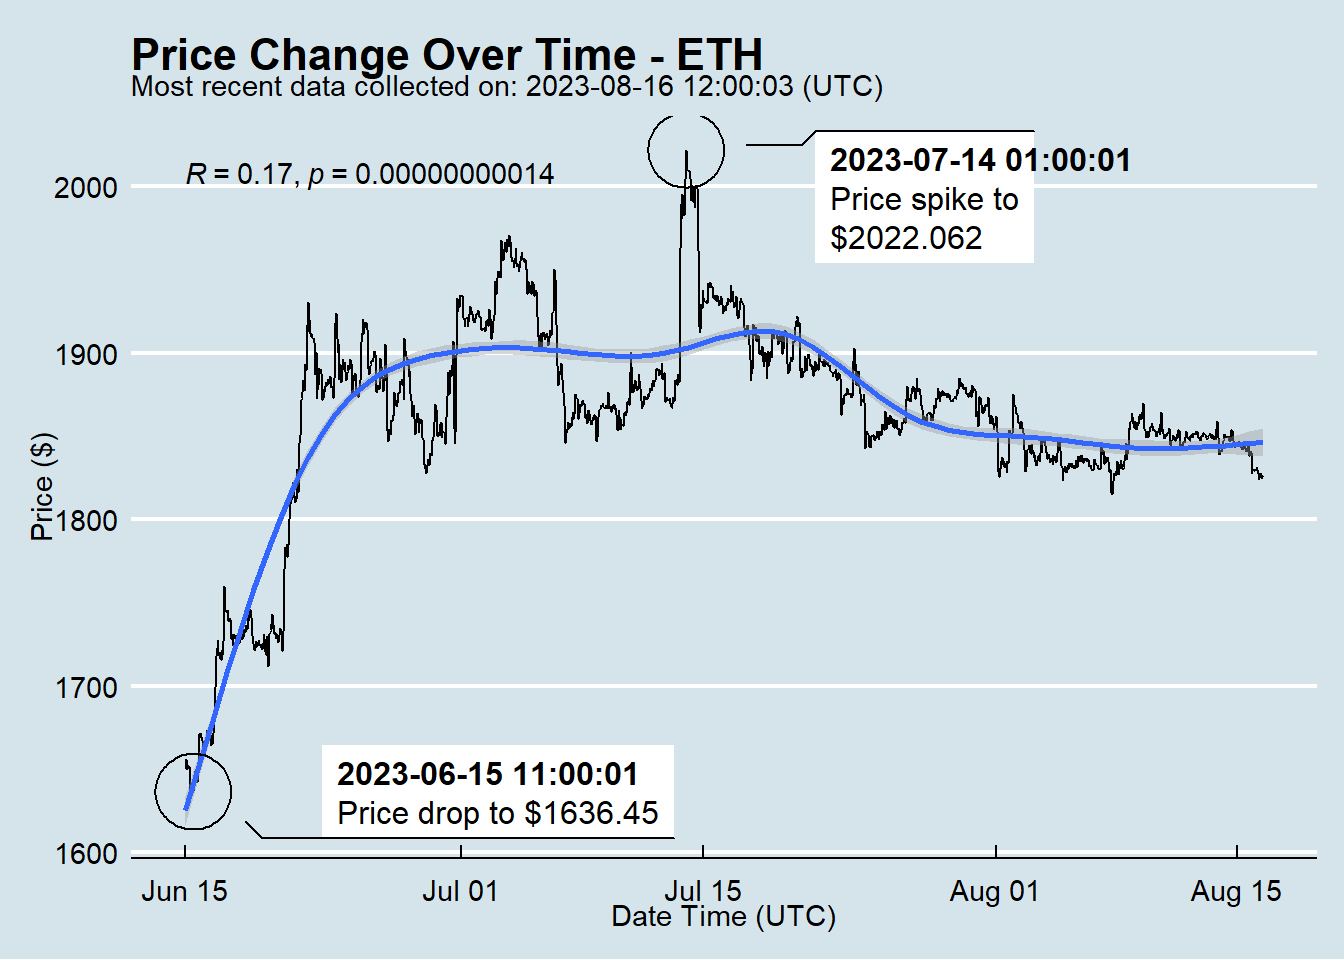 Price Change Over Time - ETH
Most recent data collected on: 2023-08-16 12:00:03 (UTC)
R = 0.17, p = 0.00000000014
2023-07-14 01:00:01
Price spike to
$2022.062
2000
1900
Price ($)
1800
1700
2023-06-15 11:00:01
Price drop to $1636.45
1600
Jun 15 Jul 01 Jul 15 Aug 01 Aug 15
Date Time (UTC)